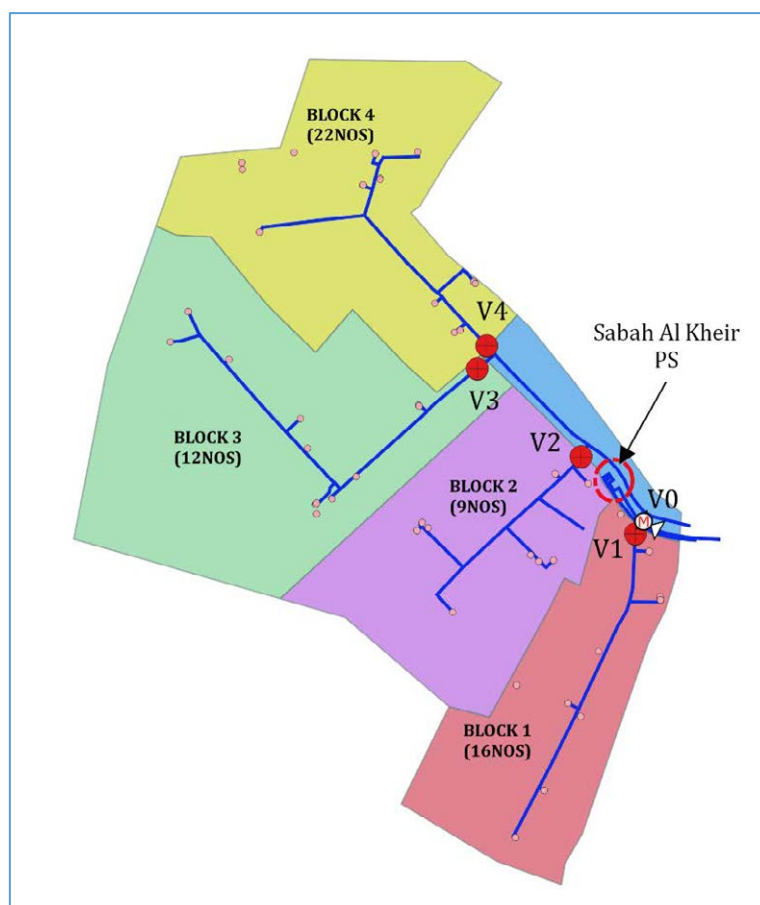 BLOCK 4
(22NOS)
V4
Sabah Al Kheir
PS
V3
BLOCK 3
(12NOS)
V2
BLOCK 2
(9NOS)
V0
M
V1
BLOCK 1
(16NOS)